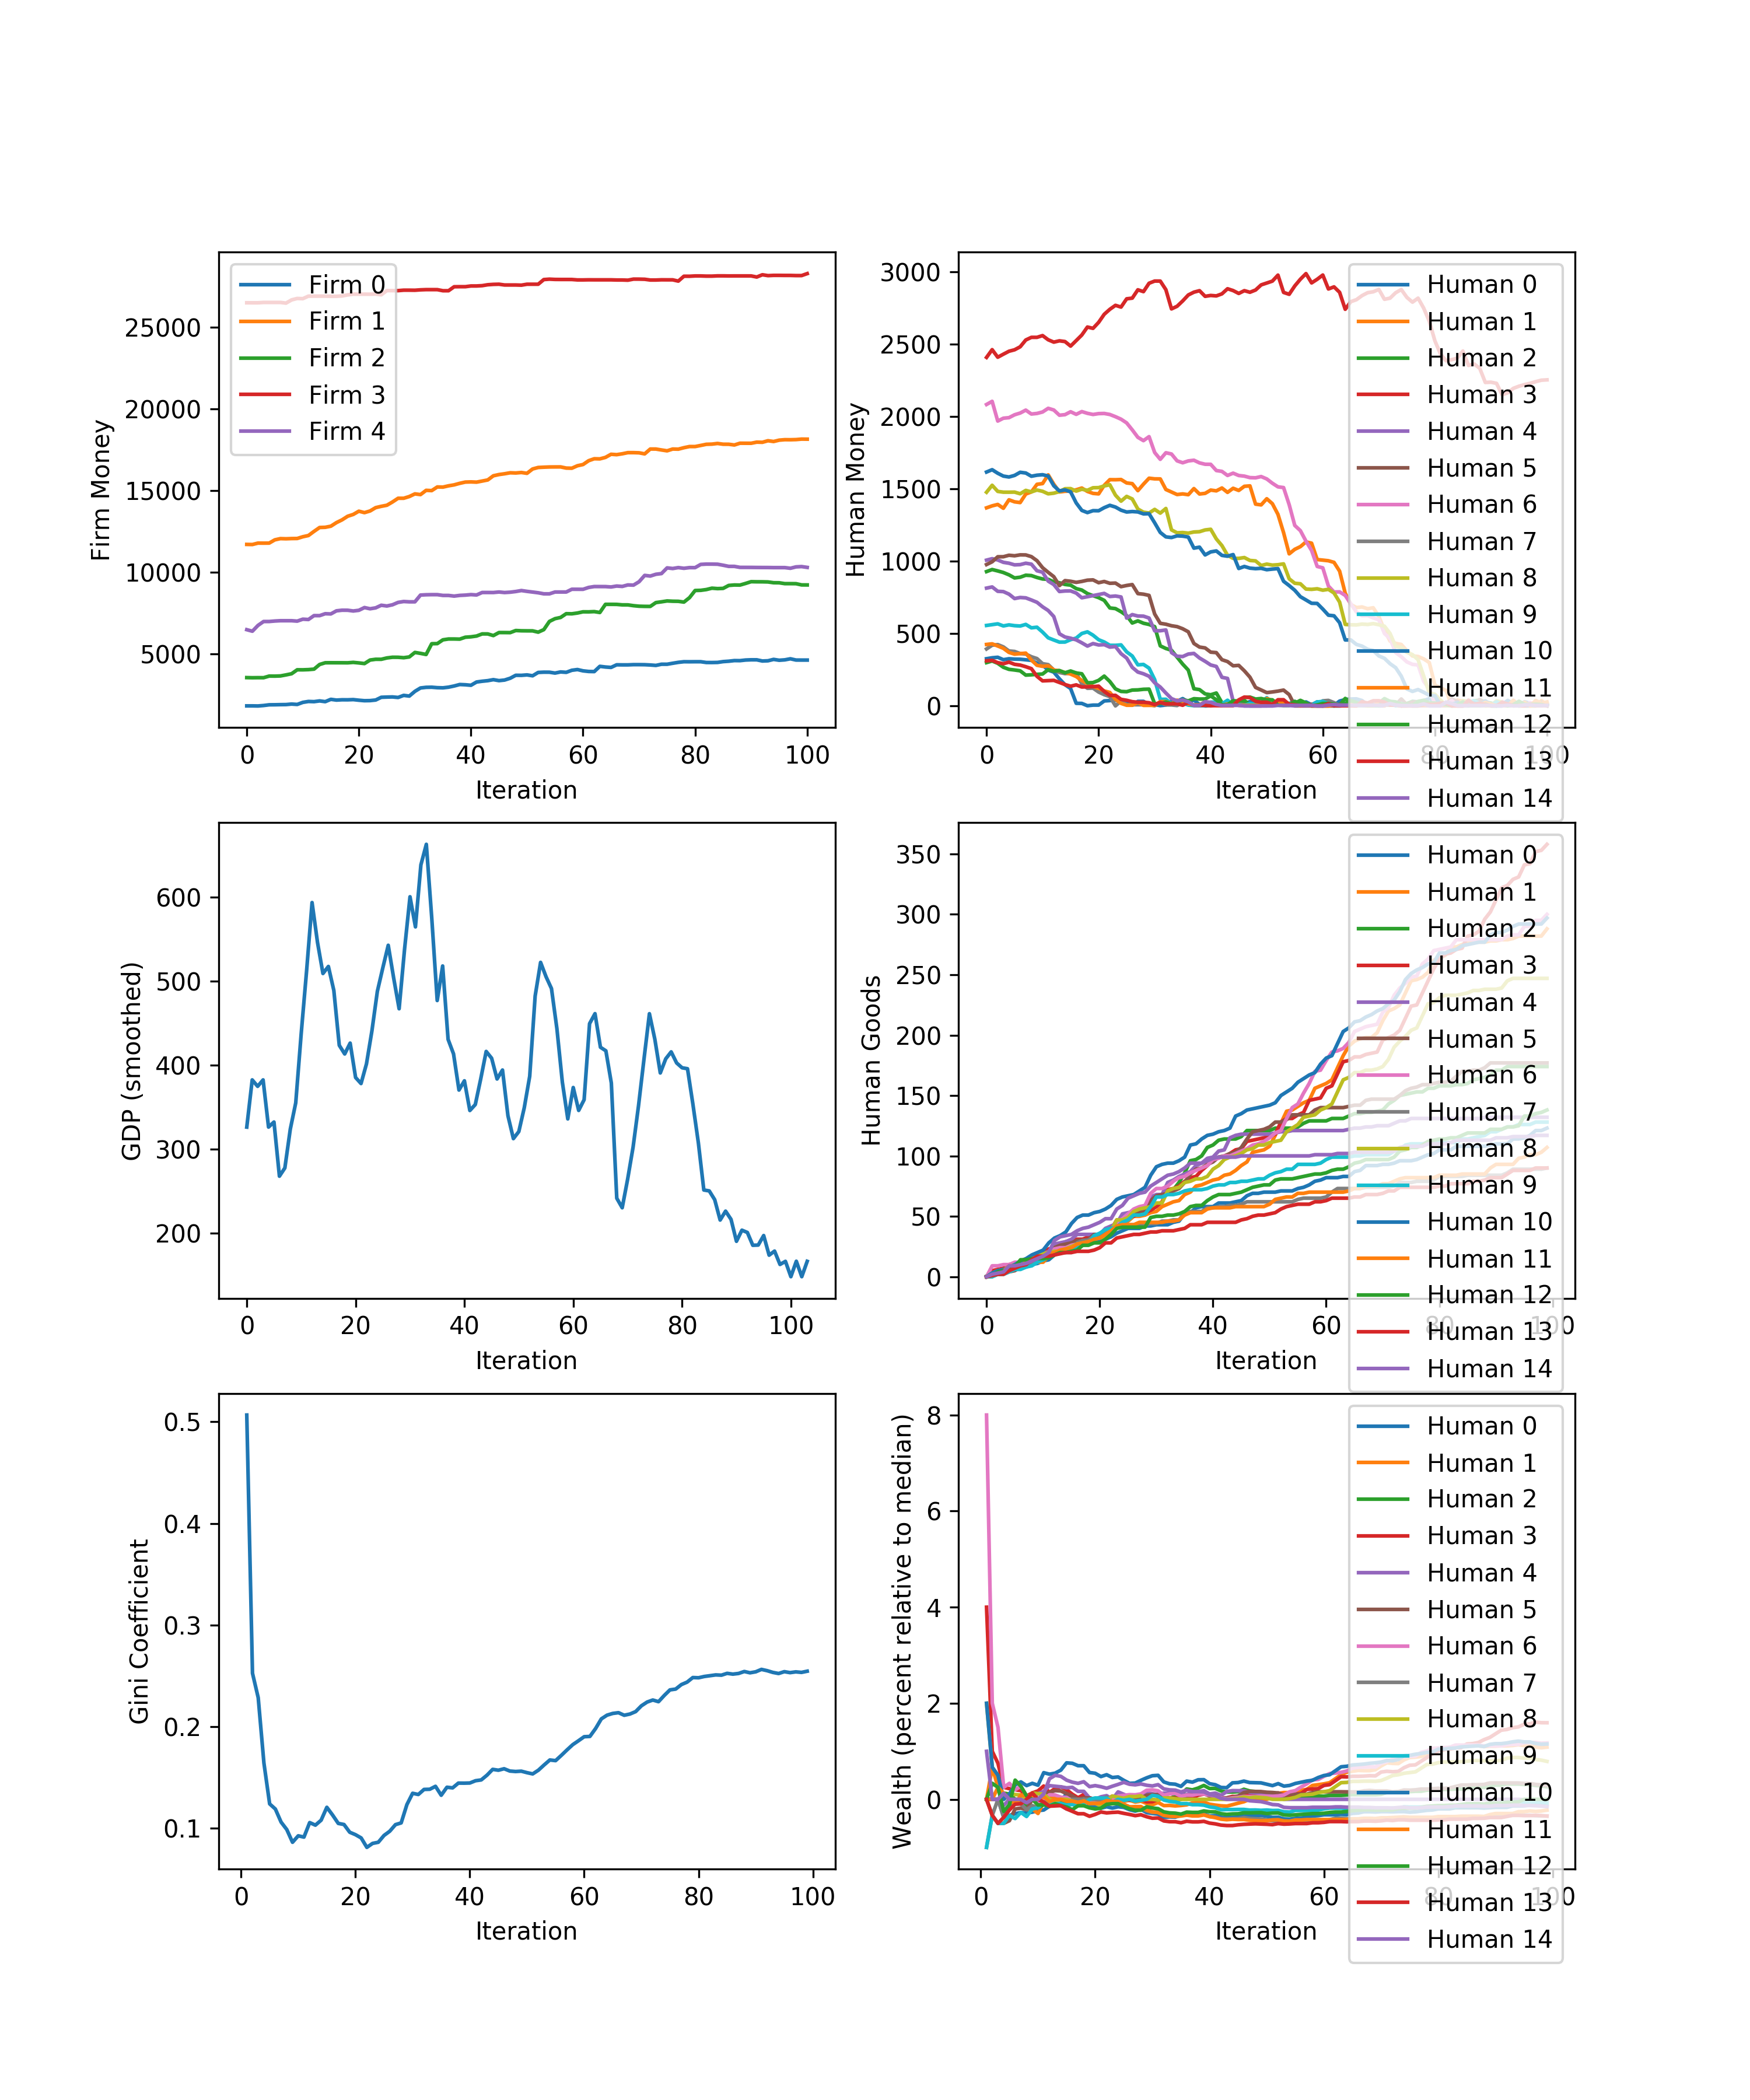 Firm Money
25000
20000
15000
10000
5000
0 20 40 60 80 100
Iteration
Firm 0
Firm 1
Firm 2
Firm 3
Firm 4
Human Money
3000
2500
2000
1500
1000
500
0
0 20 40 60 80 100
Iteration
Human 0
Human 1
Human 2
Human 3
Human 4
Human 5
Human 6
Human 7
Human 8
Human 9
Human 10
Human 11
Human 12
Human 13
Human 14
GDP (smoothed)
600
500
400
300
200
0 20 40 60 80 100
Iteration
Human Goods
350
300
250
200
150
100
50
0
0 20 40 60 80 100
Iteration
Human 0
Human 1
Human 2
Human 3
Human 4
Human 5
Human 6
Human 7
Human 8
Human 9
Human 10
Human 11
Human 12
Human 13
Human 14
Gini Coefficient
0.5
0.4
0.3
0.2
0.1
0 20 40 60 80 100
Iteration
Wealth (percent relative to median)
8
6
4
2
0
0 20 40 60 80 100
Iteration
Human 0
Human 1
Human 2
Human 3
Human 4
Human 5
Human 6
Human 7
Human 8
Human 9
Human 10
Human 11
Human 12
Human 13
Human 14